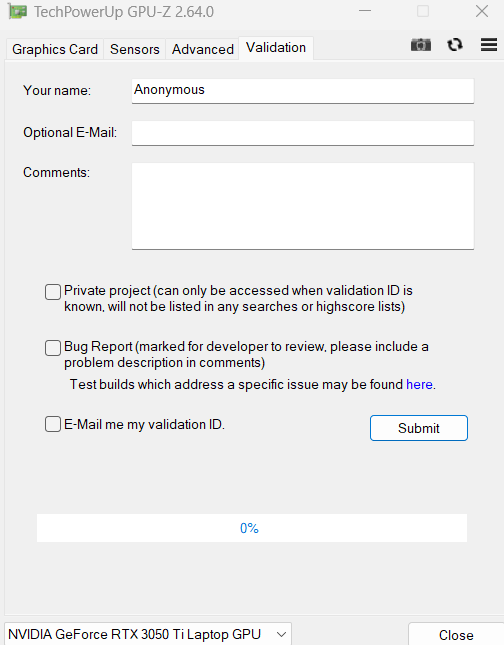 TechPowerUp GPU-Z 2.64.0
Graphics Card Sensors Advanced Validation
Your name: Anonymous
Optional E-Mail:
Comments:
Private project (can only be accessed when validation ID is
known, will not be listed in any searches or highscore lists)
Bug Report (marked for developer to review, please include a
problem description in comments)
Test builds which address a specific issue may be found here.
E-Mail me my validation ID. Submit
0%
NVIDIA GeForce RTX 3050 Ti Laptop GPU Close